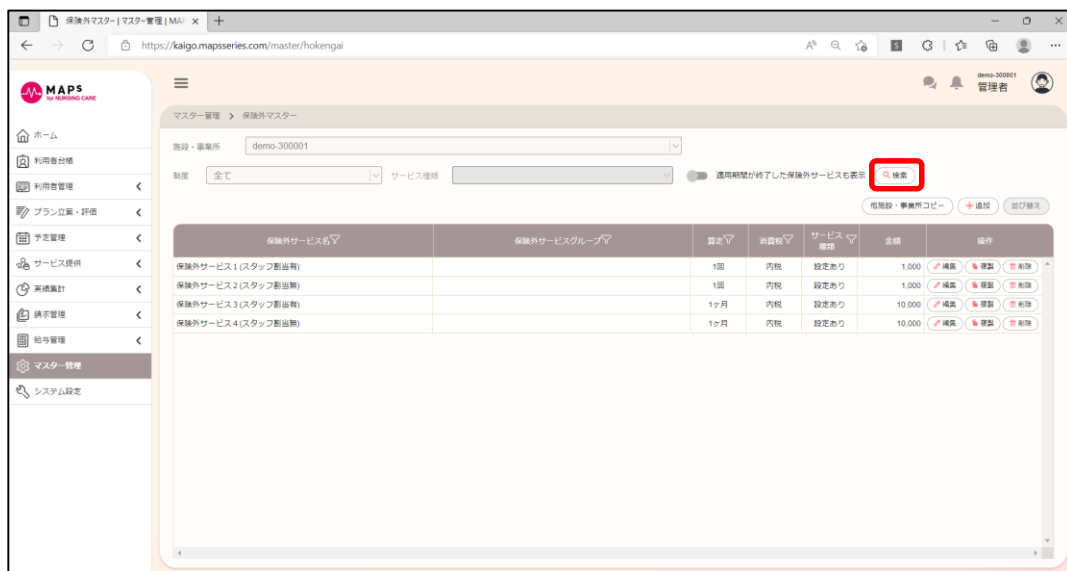 保険外マスター | マスター管理 | MAP
https://kaigo.mapsseries.com/master/hokengai
MAPS
for NURSING CARE
demo-300001
管理者
マスター管理 > 保険外マスター
ホーム
利用者台帳
利用者管理
プラン立案・評価
予定管理
サービス提供
実績集計
請求管理
給与管理
マスター管理
システム設定
施設・事業所 demo-300001
制度 全て サービス種類 適用期間が終了した保険外サービスも表示 検索
他施設・事業所コピー +追加 並び替え
保険外サービス名 保険外サービスグループ 算定 消費税 サービス種類 金額 操作
保険外サービス1(スタッフ割当有) 1回 内税 設定あり 1,000 編集 複製 削除
保険外サービス2(スタッフ割当無) 1回 内税 設定あり 1,000 編集 複製 削除
保険外サービス3(スタッフ割当有) 1ヶ月 内税 設定あり 10,000 編集 複製 削除
保険外サービス4(スタッフ割当無) 1ヶ月 内税 設定あり 10,000 編集 複製 削除